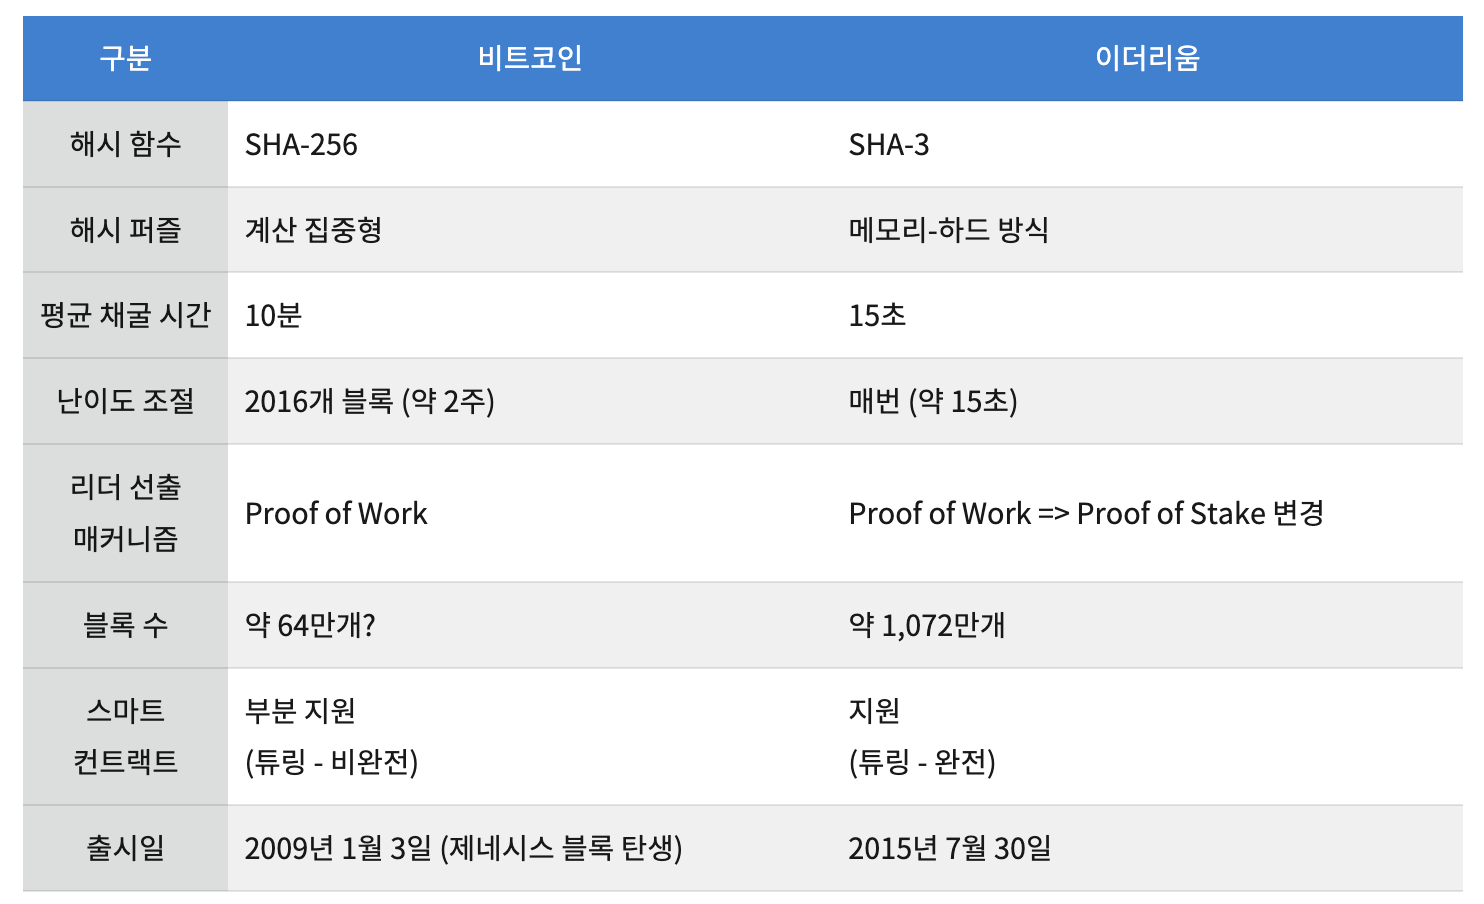 구분 비트코인 이더리움
해시 함수 SHA-256 SHA-3
해시 퍼즐 계산 집중형 메모리-하드 방식
평균 채굴 시간 10분 15초
난이도 조절 2016개 블록 (약 2주) 매번 (약 15초)
리더 선출
매커니즘
Proof of Work Proof of Work => Proof of Stake 변경
블록 수 약 64만개? 약 1,072만개
스마트
컨트랙트
부분 지원
(튜링 - 비완전)
지원
(튜링 - 완전)
출시일 2009년 1월 3일 (제네시스 블록 탄생) 2015년 7월 30일